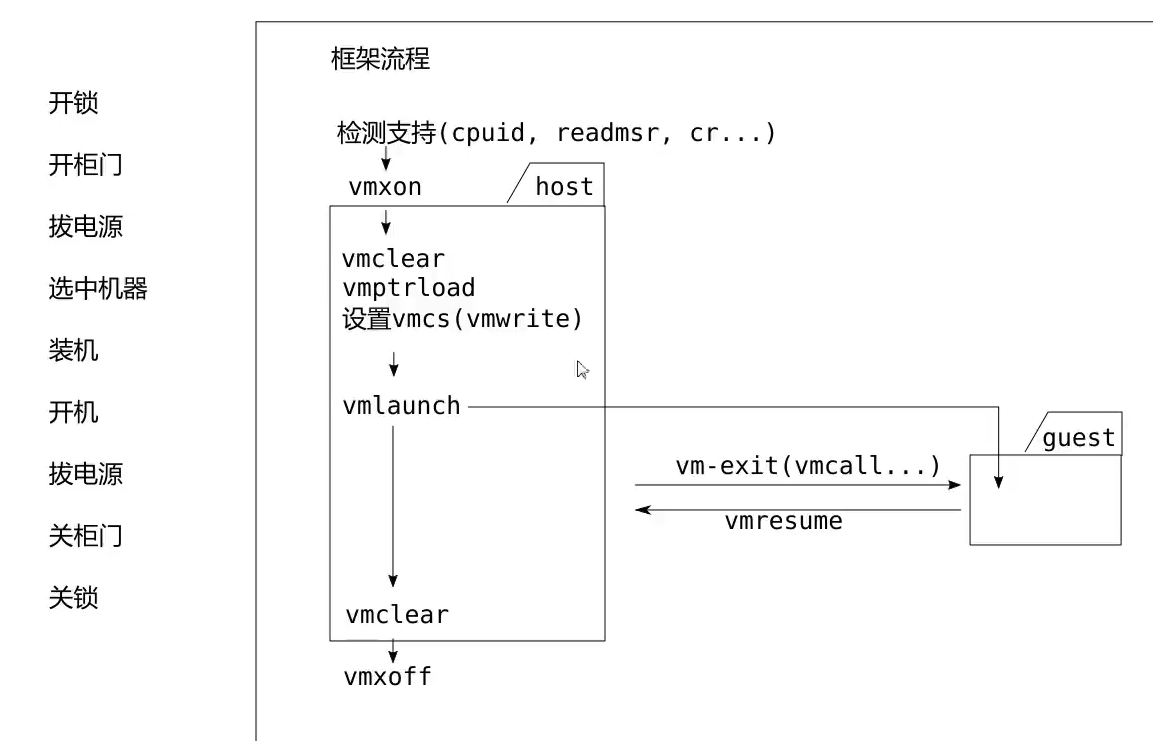 开锁
开柜门
拔电源
选中机器
装机
开机
拔电源
关柜门
关锁
框架流程
检测支持(cpuid, readmsr, cr...)
vmxon
host
vmclear
vmptrload
设置vmcs(vmwrite)
vmlaunch
guest
vm-exit(vmcall...)
vmresume
vmclear
vmxoff